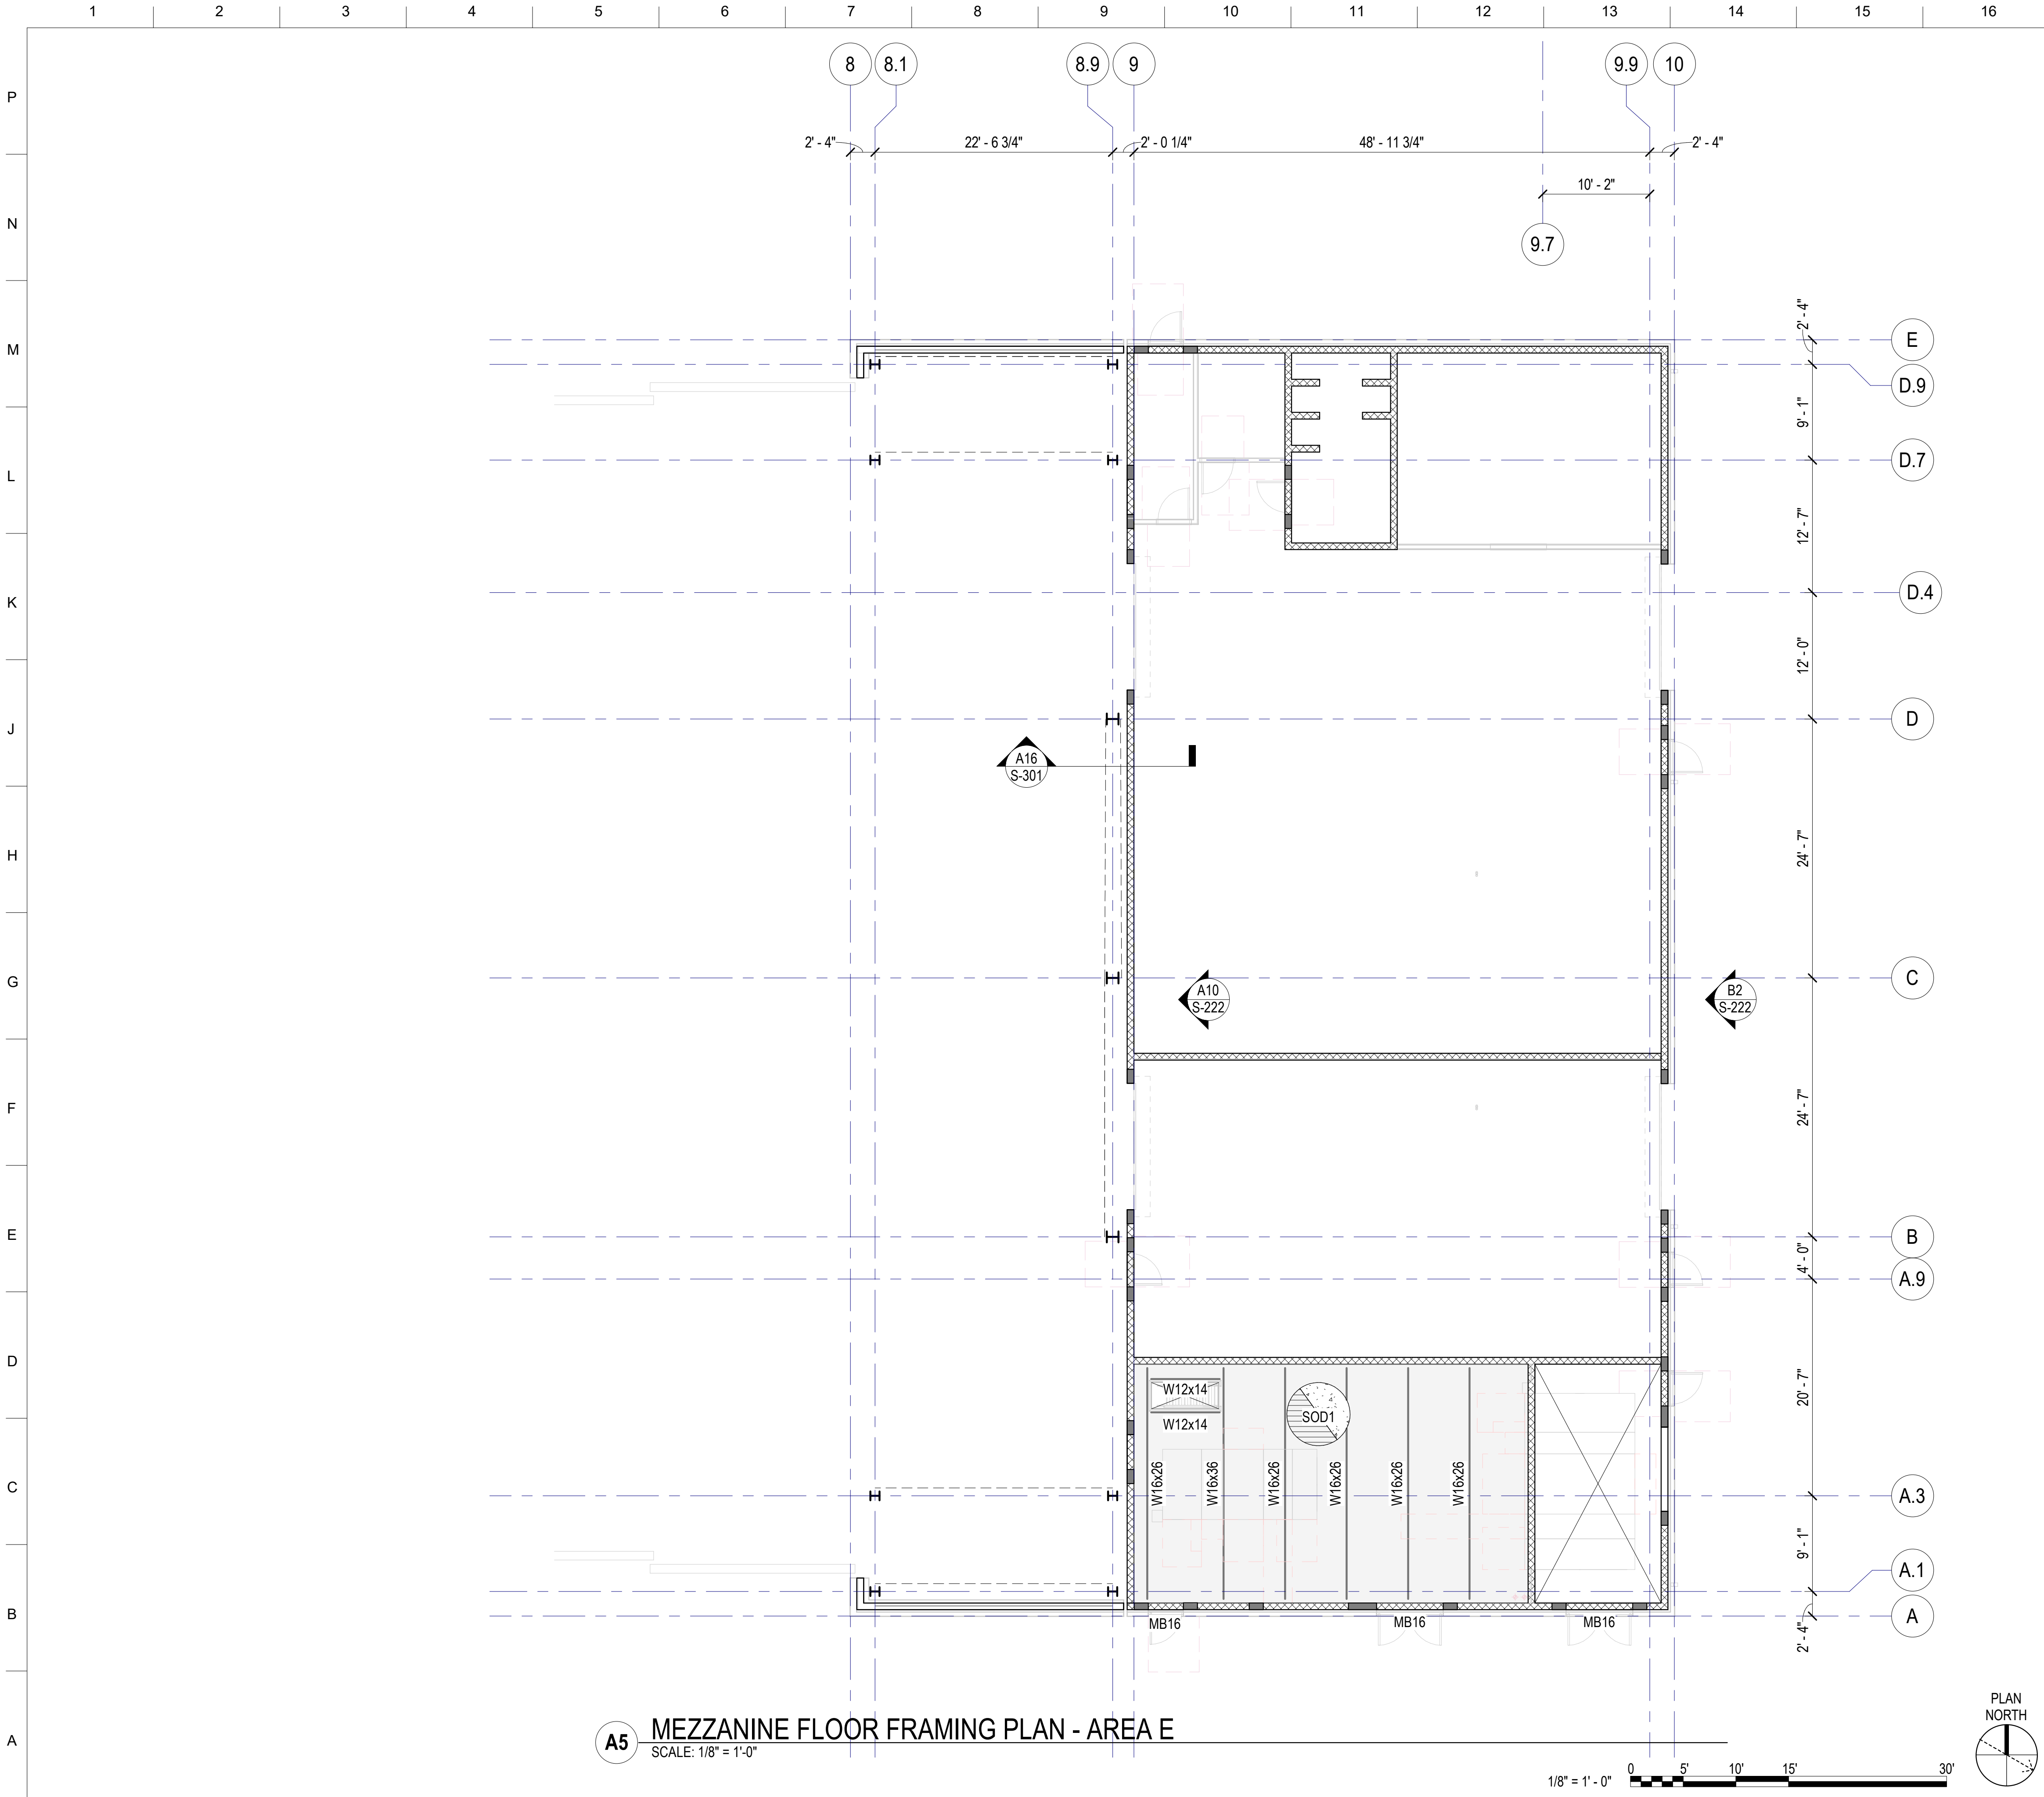 1 2 3 4 5 6 7 8 9 10 11 12 13 14 15 16
8 8.1 8.9 9 9.9 10
P
2' - 4" 22' - 6 3/4" 2' - 0 1/4" 48' - 11 3/4" 2' - 4"
10' - 2"
N
9.7
2' - 4"
E
M
D.9
9' - 1"
D.7
L
12' - 7"
K
D.4
12' - 0"
D
J
A16
S-301
24' - 7"
H
C
G
A10
S-222
B2
S-222
24' - 7"
F
B
E
4' - 0"
A.9
D
20' - 7"
W12x14
SOD1
W12x14
W16x26 W16x36 W16x26 W16x26 W16x26 W16x26
C
A.3
9' - 1"
A.1
B
A
MB16 MB16 MB16
2' - 4"
A
A5 MEZZANINE FLOOR FRAMING PLAN - AREA E
SCALE: 1/8" = 1'-0"
PLAN
NORTH
0 5' 10' 15' 30'
1/8" = 1' - 0"